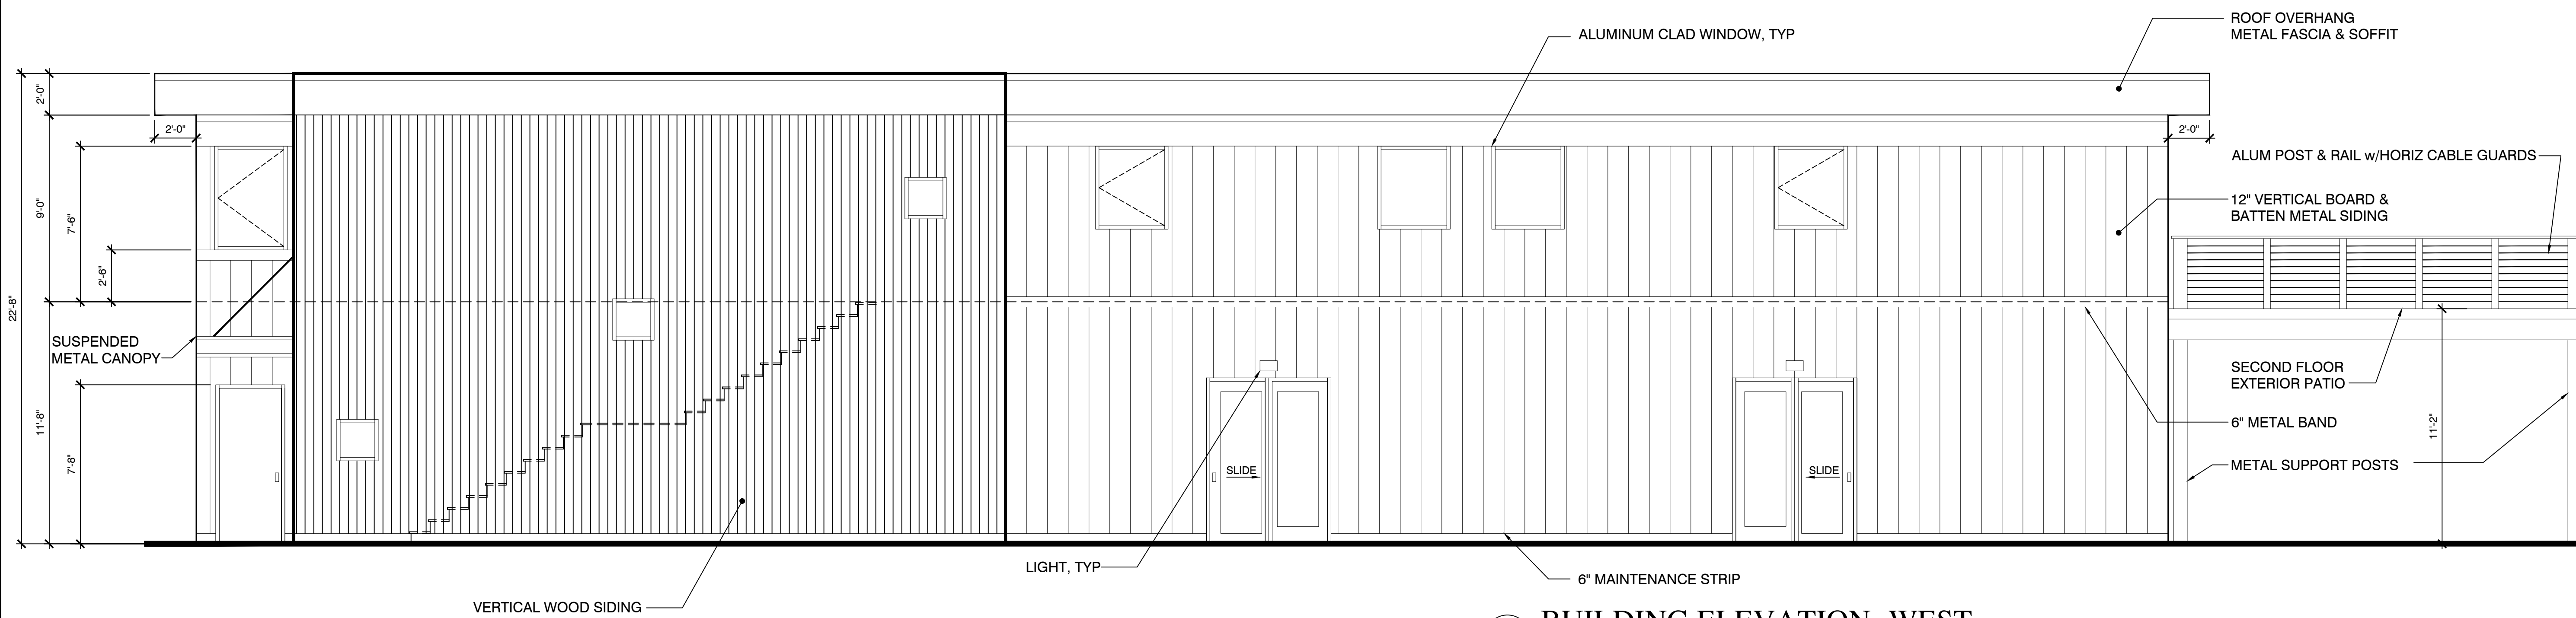 ROOF OVERHANG
METAL FASCIA & SOFFIT
ALUMINUM CLAD WINDOW, TYP
2'-0"
2'-0"
2'-0"
ALUM POST & RAIL w/HORIZ CABLE GUARDS
12" VERTICAL BOARD &
BATTEN METAL SIDING
9'-0"
7'-6"
2'-6"
22'-8"
SUSPENDED
METAL CANOPY
SECOND FLOOR
EXTERIOR PATIO
11'-8"
7'-8"
11'-2"
6" METAL BAND
METAL SUPPORT POSTS
SLIDE
SLIDE
LIGHT, TYP
6" MAINTENANCE STRIP
VERTICAL WOOD SIDING
BUILDING ELEVATION- WEST